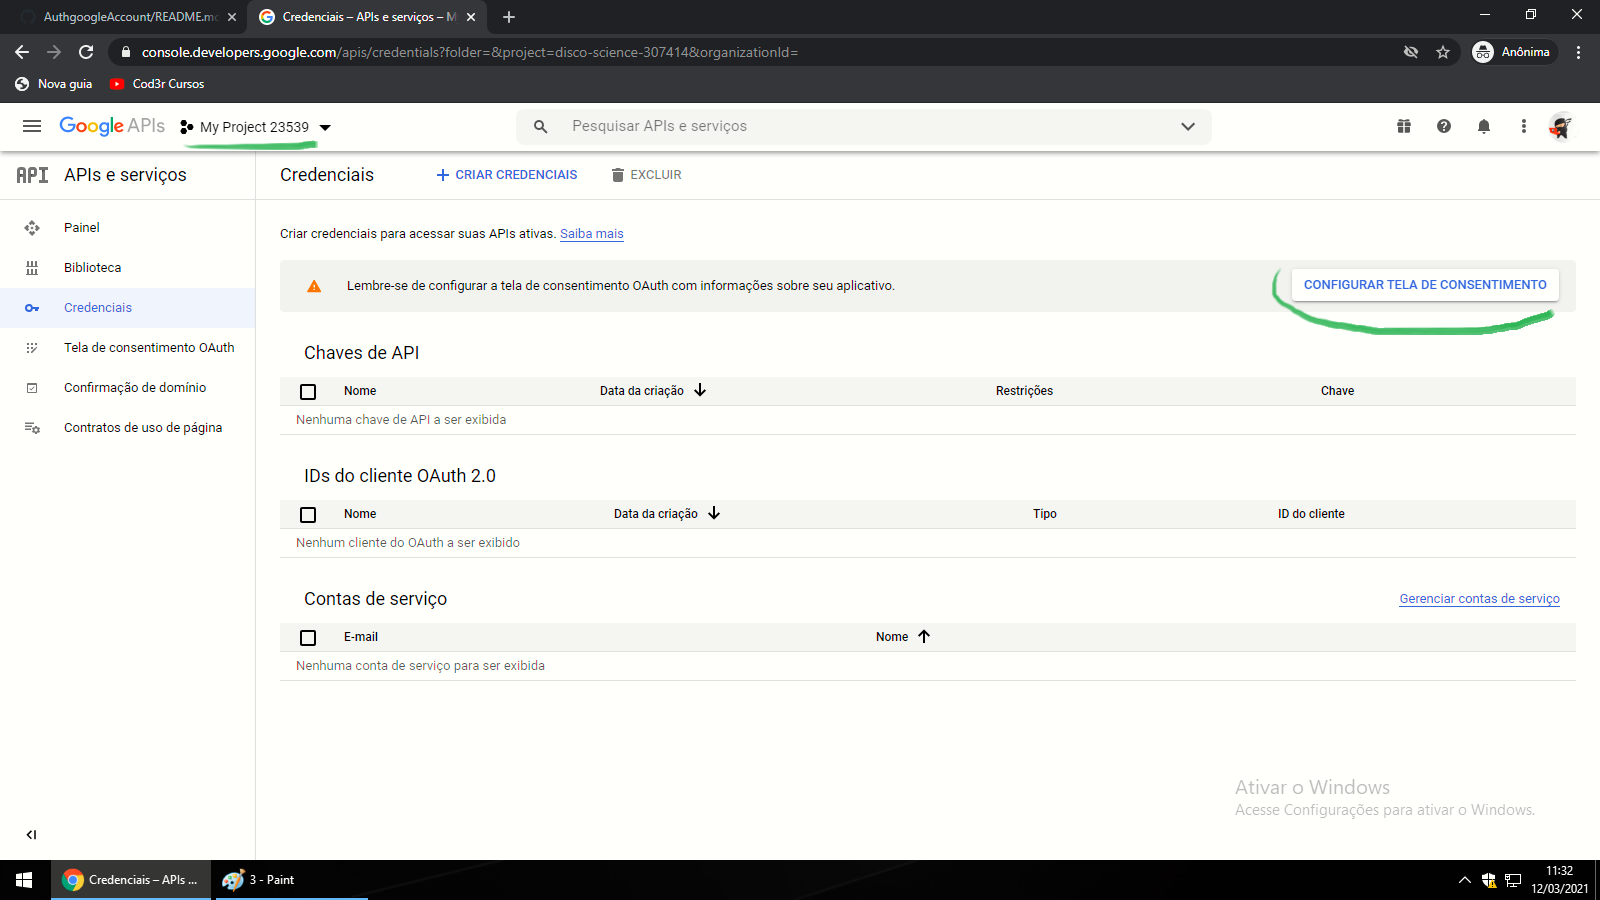 AuthgoogleAccount/README.mc
Credenciais – APIs e serviços – M
console.developers.google.com/apis/credentials?folder=&project=disco-science-307414&organizationId=
Anônima
Nova guia
Cod3r Cursos
Google APIs
My Project 23539
Pesquisar APIs e serviços
API
APIs e serviços
Credenciais
CRIAR CREDENCIAIS
EXCLUIR
Painel
Biblioteca
Credenciais
Tela de consentimento OAuth
Confirmação de domínio
Contratos de uso de página
Criar credenciais para acessar suas APIs ativas. Saiba mais
Lembre-se de configurar a tela de consentimento OAuth com informações sobre seu aplicativo.
CONFIGURAR TELA DE CONSENTIMENTO
Chaves de API
Nome
Data da criação
Restrições
Chave
Nenhuma chave de API a ser exibida
IDs do cliente OAuth 2.0
Nome
Data da criação
Tipo
ID do cliente
Nenhum cliente do OAuth a ser exibido
Contas de serviço
Gerenciar contas de serviço
E-mail
Nome
Nenhuma conta de serviço para ser exibida
Ativar o Windows
Acesse Configurações para ativar o Windows.
Credenciais – APIs ...
3 - Paint
11:32
12/03/2021